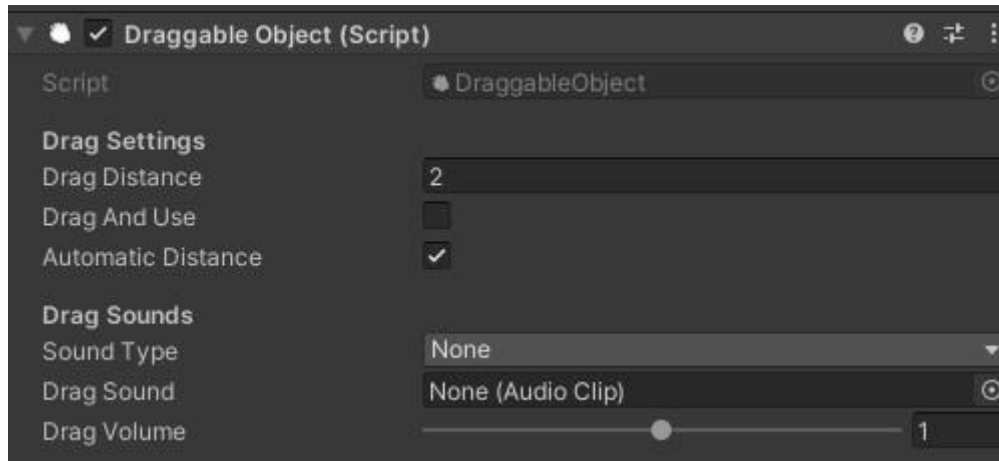 Draggable Object (Script)
Script DraggableObject
Drag Settings
Drag Distance 2
Drag And Use
Automatic Distance
Drag Sounds
Sound Type None
Drag Sound None (Audio Clip)
Drag Volume 1